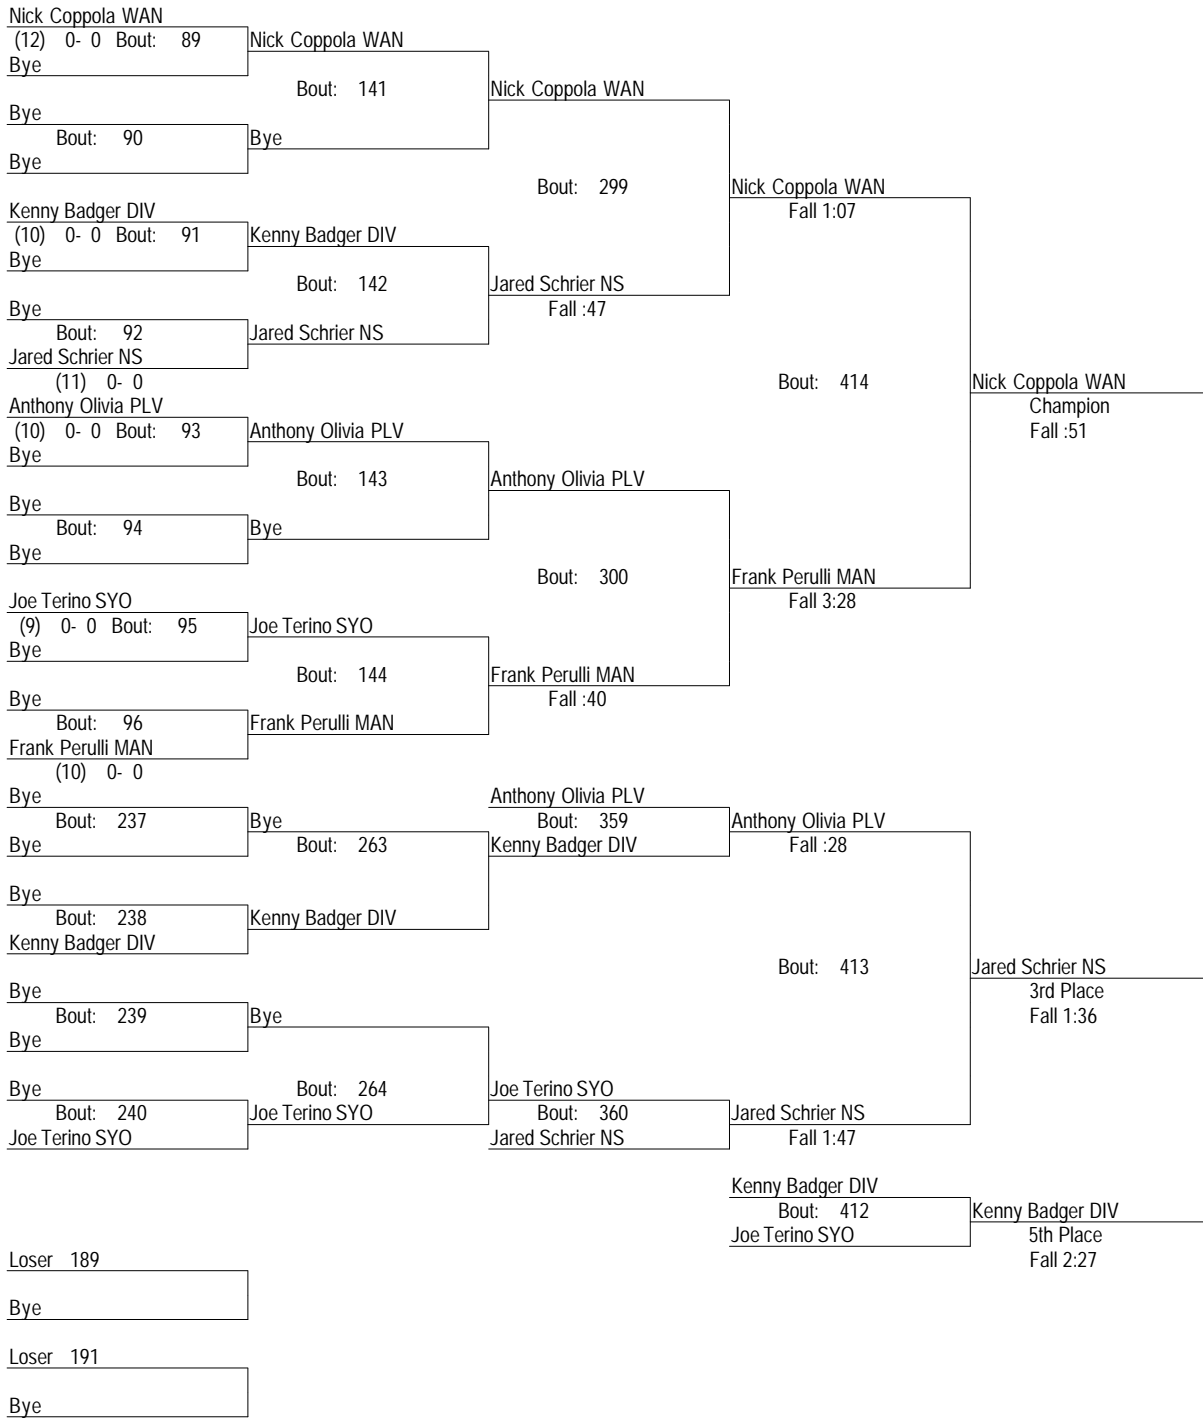 Nick Coppola WAN
(12) 0- 0 Bout: 89 Nick Coppola WAN
Bye
Bout: 141 Nick Coppola WAN
Bye
Bout: 90 Bye
Bye
Bout: 299 Nick Coppola WAN
Fall 1:07
Kenny Badger DIV
(10) 0- 0 Bout: 91 Kenny Badger DIV
Bye
Bout: 142 Jared Schrier NS
Bye Fall :47
Bout: 92 Jared Schrier NS
Jared Schrier NS
(11) 0- 0
Bout: 414 Nick Coppola WAN
Anthony Olivia PLV Champion
(10) 0- 0 Bout: 93 Anthony Olivia PLV Fall :51
Bye
Bout: 143 Anthony Olivia PLV
Bye
Bout: 94 Bye
Bye
Bout: 300 Frank Perulli MAN
Joe Terino SYO Fall 3:28
(9) 0- 0 Bout: 95 Joe Terino SYO
Bye
Bout: 144 Frank Perulli MAN
Bye Fall :40
Bout: 96 Frank Perulli MAN
Frank Perulli MAN
(10) 0- 0
Bye Anthony Olivia PLV
Bout: 237 Bye Bout: 359 Anthony Olivia PLV
Bye Bout: 263 Kenny Badger DIV Fall :28
Bye
Bout: 238 Kenny Badger DIV
Kenny Badger DIV
Bout: 413 Jared Schrier NS
Bye 3rd Place
Bout: 239 Bye Fall 1:36
Bye
Bye Bout: 264 Joe Terino SYO
Bout: 240 Joe Terino SYO Bout: 360 Jared Schrier NS
Joe Terino SYO Jared Schrier NS Fall 1:47
Kenny Badger DIV
Bout: 412 Kenny Badger DIV
Joe Terino SYO 5th Place
Loser 189 Fall 2:27
Bye
Loser 191
Bye